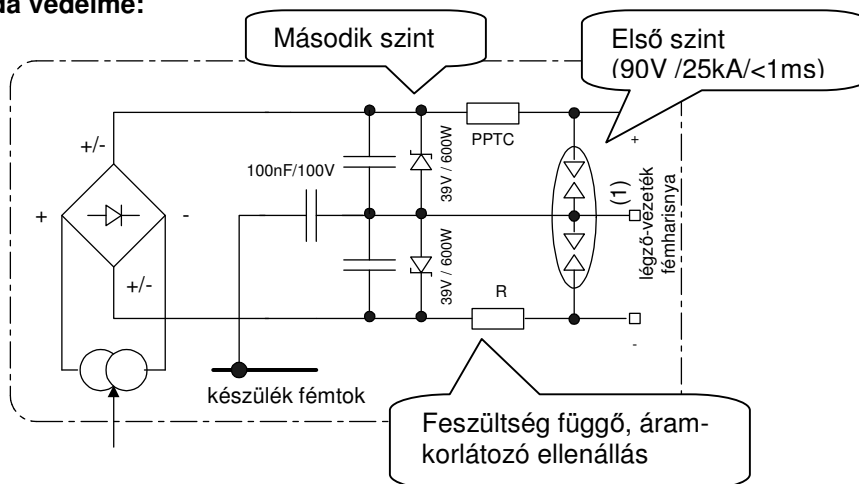 da védelme:
Második szint
Első szint
(90V /25kA/<1ms)
+/-
PPTC
+
100nF/100V
39V / 600W
(1)
+
-
légző-vezeték
fémharisnya
+/-
39V / 600W
R
-
készülék fémtok
Feszültség függő, áram-
korlátozó ellenállás